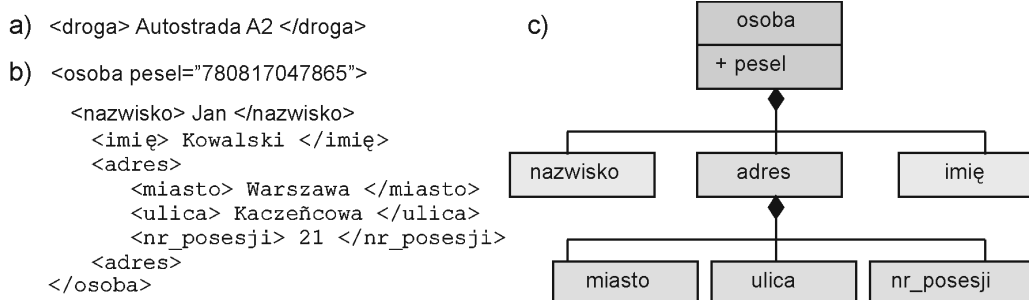 a) <droga> Autostrada A2 </droga>
b) <osoba pesel=”780817047865”>
<nazwisko> Jan </nazwisko>
<imię> Kowalski </imię>
<adres>
<miasto> Warszawa </miasto>
<ulica> Kaczeñcowa </ulica>
<nr_posesji> 21 </nr_posesji>
<adres>
</osoba>
c)
osoba
+ pesel
nazwisko
adres
imię
miasto
ulica
nr_posesji